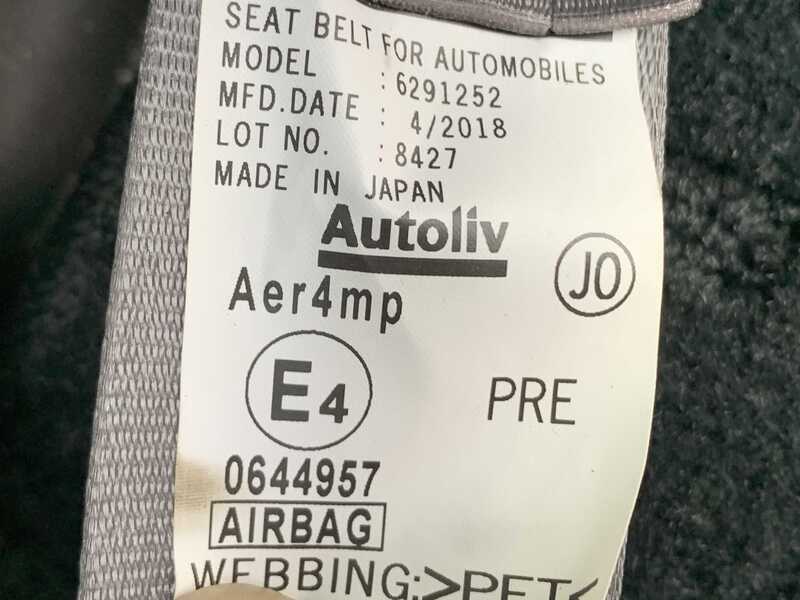 SEAT BELT FOR AUTOMOBILES
MODEL :6291252
MFD.DATE : 4/2018
LOT NO. :8427
MADE IN JAPAN
Autoliv
JO
Aer4mp
E4
PRE
0644957
AIRBAG
WEBBING:>PET<